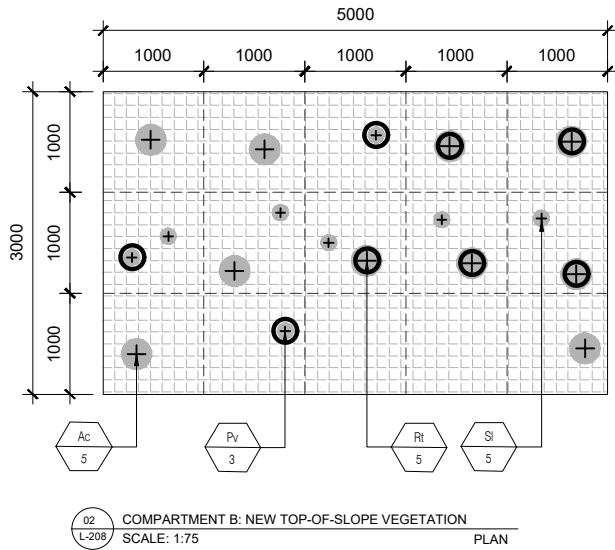 5000
1000 1000 1000 1000 1000
3000
1000
1000
1000
Ac Pv Rt Sl
5 3 5 5
02 COMPARTMENT B: NEW TOP-OF-SLOPE VEGETATION
L-208 SCALE: 1:75 PLAN